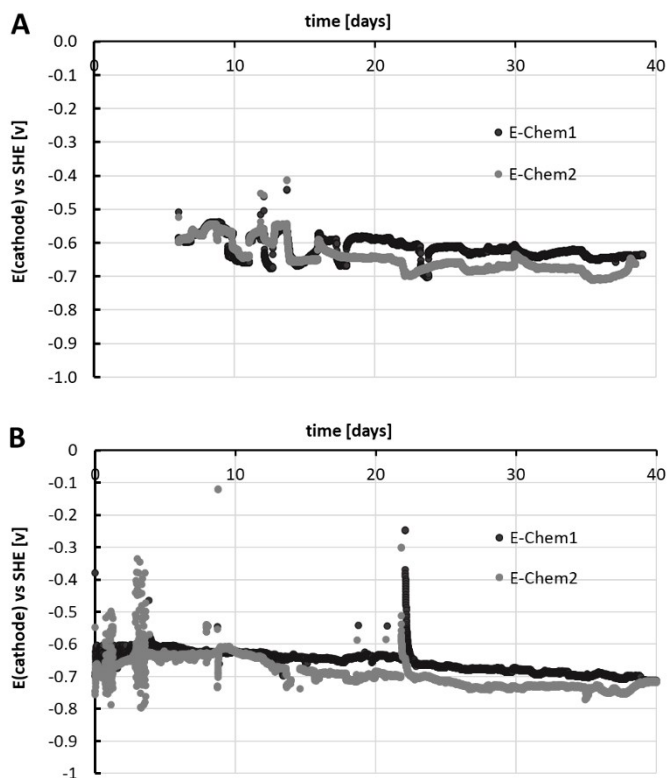 A
time [days]
0 10 20 30 40
0.0
-0.1
-0.2
-0.3
-0.4
-0.5
-0.6
-0.7
-0.8
-0.9
-1.0
E(cathode) vs SHE [v]
E-Chem1
E-Chem2
B
time [days]
0 10 20 30 40
0
-0.1
-0.2
-0.3
-0.4
-0.5
-0.6
-0.7
-0.8
-0.9
-1
E(cathode) vs SHE [v]
E-Chem1
E-Chem2